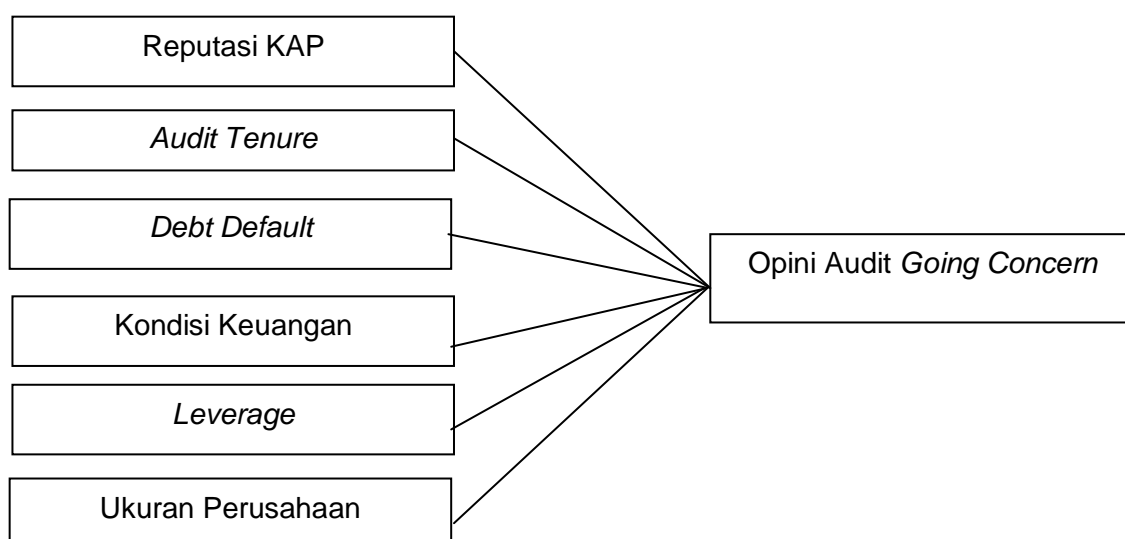 Reputasi KAP
Audit Tenure
Debt Default
Kondisi Keuangan
Leverage
Ukuran Perusahaan
Opini Audit Going Concern